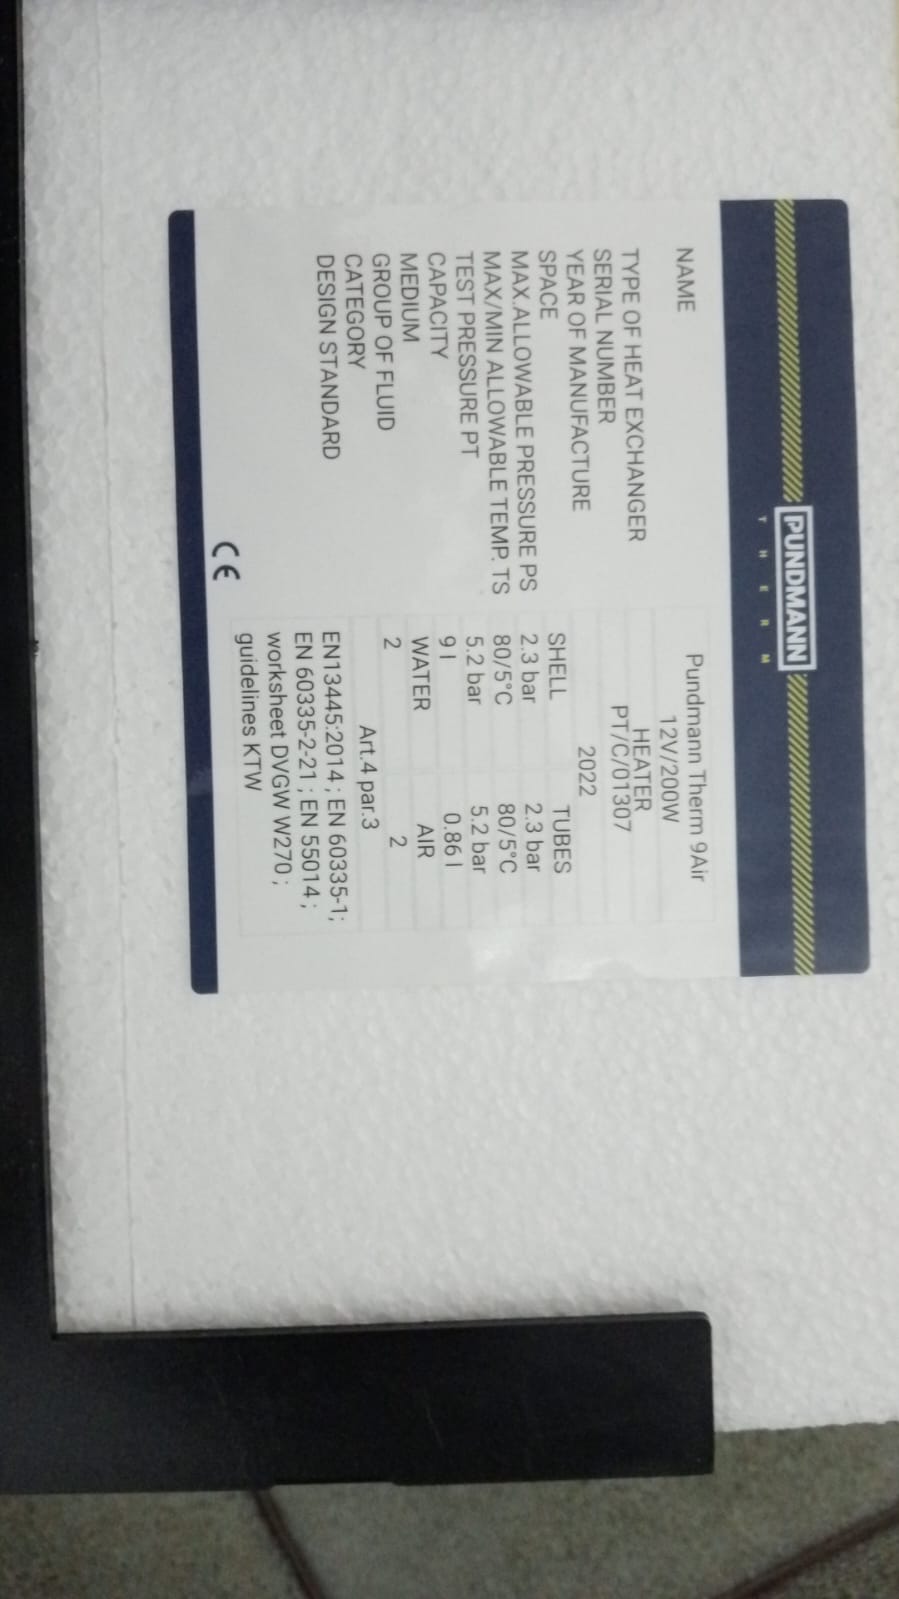 PUNDMANN
THERM
NAME Pundmann Therm 9Air
12V/200W
TYPE OF HEAT EXCHANGER HEATER
SERIAL NUMBER PT/C/01307
YEAR OF MANUFACTURE 2022
SPACE SHELL TUBES
MAX.ALLOWABLE PRESSURE PS 2.3 bar 2.3 bar
MAX/MIN ALLOWABLE TEMP. TS 80/5°C 80/5°C
TEST PRESSURE PT 5.2 bar 5.2 bar
CAPACITY 9 l 0.86 l
MEDIUM WATER AIR
GROUP OF FLUID 2 2
CATEGORY Art.4 par.3
DESIGN STANDARD EN13445:2014 ; EN 60335-1;
EN 60335-2-21 ; EN 55014 ;
worksheet DVGW W270 ;
guidelines KTW
CE